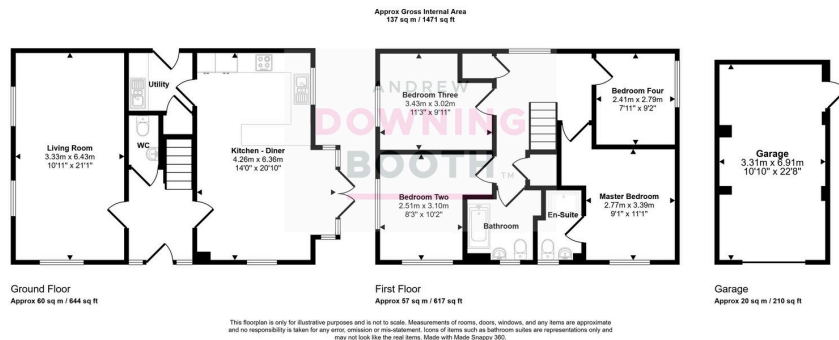 Approx Gross Internal Area
137 sq m / 1471 sq ft
Utility
Living Room
3.33m x 6.43m
10'11" x 21'1"
WC
Kitchen - Diner
4.26m x 6.36m
14'0" x 20'10"
Ground Floor
Approx 60 sq m / 644 sq ft
ANDREW
DOWNING
BOOTH™
Bedroom Three
3.43m x 3.02m
11'3" x 9'11"
Bedroom Four
2.41m x 2.79m
7'11" x 9'2"
Bedroom Two
2.51m x 3.10m
8'3" x 10'2"
Bathroom
En-Suite
Master Bedroom
2.77m x 3.39m
9'1" x 11'1"
First Floor
Approx 57 sq m / 617 sq ft
Garage
3.31m x 6.91m
10'10" x 22'8"
Garage
Approx 20 sq m / 210 sq ft
This floorplan is only for illustrative purposes and is not to scale. Measurements of rooms, doors, windows, and any items are approximate
and no responsibility is taken for any error, omission or mis-statement. Icons of items such as bathroom suites are representations only and
may not look like the real items. Made with Made Snappy 360.